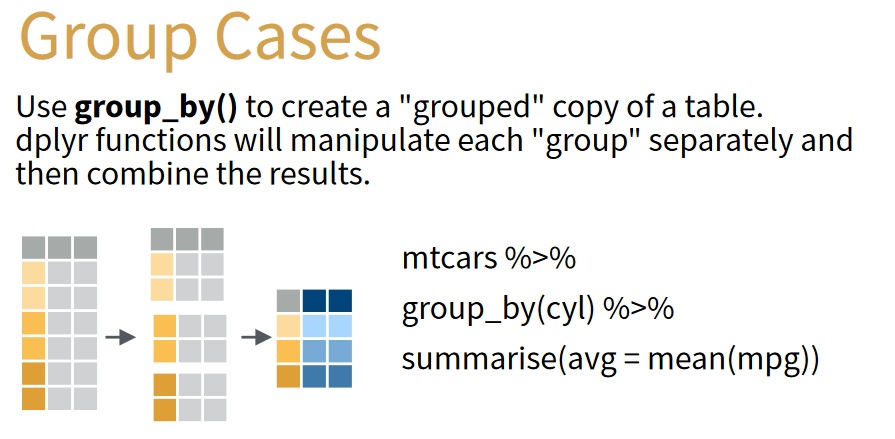 Group Cases
Use group_by() to create a "grouped" copy of a table.
dplyr functions will manipulate each "group" separately and
then combine the results.
mtcars %>%
group_by(cyl) %>%
summarise(avg = mean(mpg))